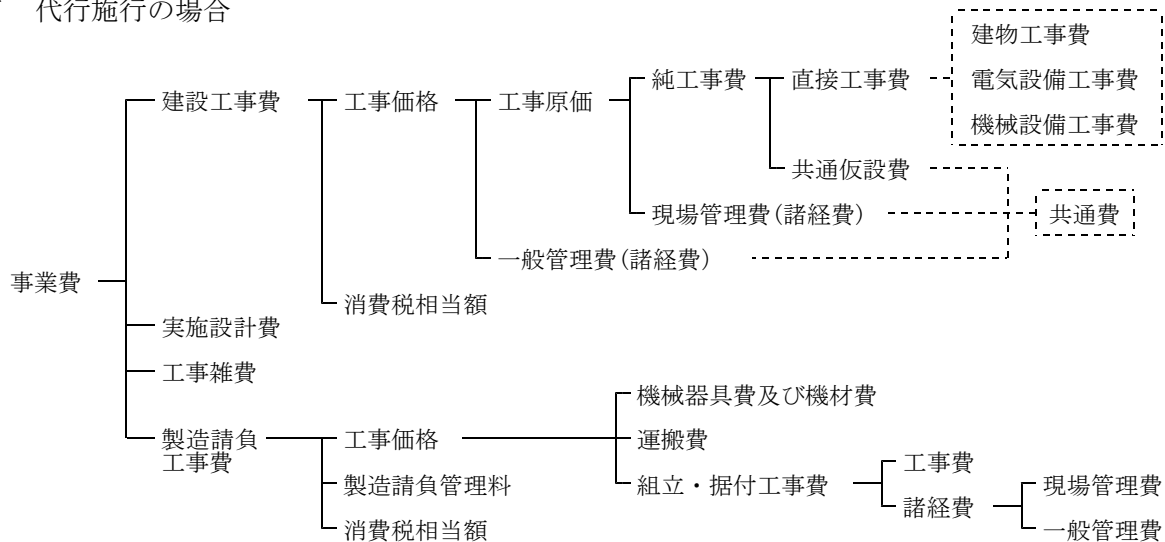 代行施行の場合
建物工事費
電気設備工事費
機械設備工事費
純工事費
直接工事費
建設工事費
工事価格
工事原価
共通仮設費
現場管理費(諸経費)
共通費
一般管理費(諸経費)
事業費
消費税相当額
実施設計費
工事雑費
機械器具費及び機材費
製造請負
工事費
工事価格
運搬費
工事費
製造請負管理料
組立・据付工事費
諸経費
現場管理費
消費税相当額
一般管理費